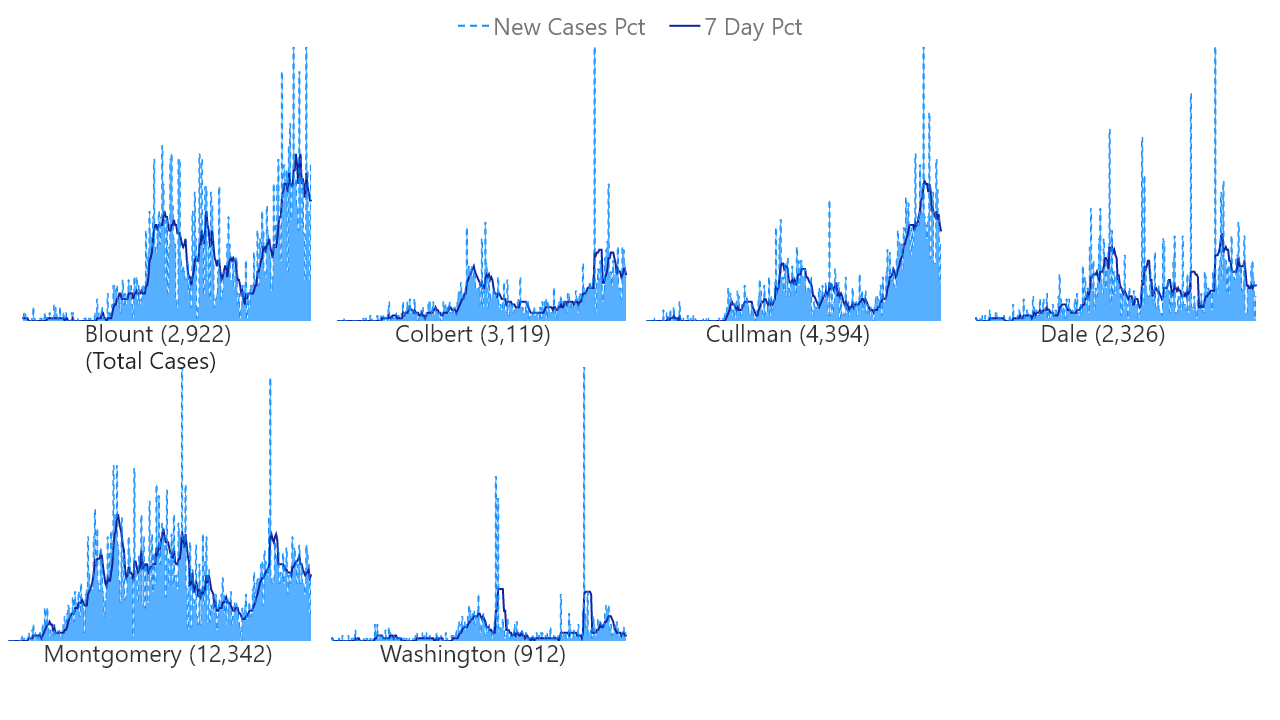 New Cases Pct 7 Day Pct
Blount (2,922)
(Total Cases)
Colbert (3,119)
Cullman (4,394)
Dale (2,326)
Montgomery (12,342)
Washington (912)